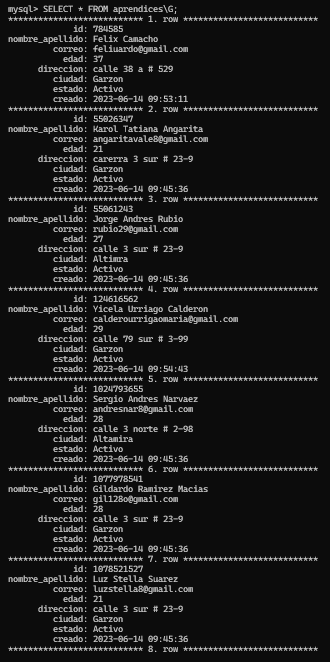 mysql> SELECT * FROM aprendices\G;
*************************** 1. row ***************************
id: 784585
nombre_apellido: Felix Camacho
correo: feliuardo@gmail.com
edad: 37
direccion: calle 38 a # 529
ciudad: Garzon
estado: Activo
creado: 2023-06-14 09:53:11
*************************** 2. row ***************************
id: 55026347
nombre_apellido: Karol Tatiana Angarita
correo: angaritavale8@gmail.com
edad: 21
direccion: carerra 3 sur # 23-9
ciudad: Garzon
estado: Activo
creado: 2023-06-14 09:45:36
*************************** 3. row ***************************
id: 55061243
nombre_apellido: Jorge Andres Rubio
correo: rubio29@gmail.com
edad: 27
direccion: calle 3 sur # 23-9
ciudad: Altimra
estado: Activo
creado: 2023-06-14 09:45:36
*************************** 4. row ***************************
id: 124616562
nombre_apellido: Yicela Urriago Calderon
correo: calderourrigaomaria@gmail.com
edad: 29
direccion: calle 79 sur # 3-99
ciudad: Garzon
estado: Activo
creado: 2023-06-14 09:54:43
*************************** 5. row ***************************
id: 1024793655
nombre_apellido: Sergio Andres Narvaez
correo: andresnar8@gmail.com
edad: 28
direccion: calle 3 norte # 2-98
ciudad: Altamira
estado: Activo
creado: 2023-06-14 09:45:36
*************************** 6. row ***************************
id: 1077978541
nombre_apellido: Gildardo Ramirez Macias
correo: gil128o@gmail.com
edad: 28
direccion: calle 3 sur # 23-9
ciudad: Garzon
estado: Activo
creado: 2023-06-14 09:45:36
*************************** 7. row ***************************
id: 1078521527
nombre_apellido: Luz Stella Suarez
correo: luzstella8@gmail.com
edad: 21
direccion: calle 3 sur # 23-9
ciudad: Garzon
estado: Activo
creado: 2023-06-14 09:45:36
*************************** 8. row ***************************